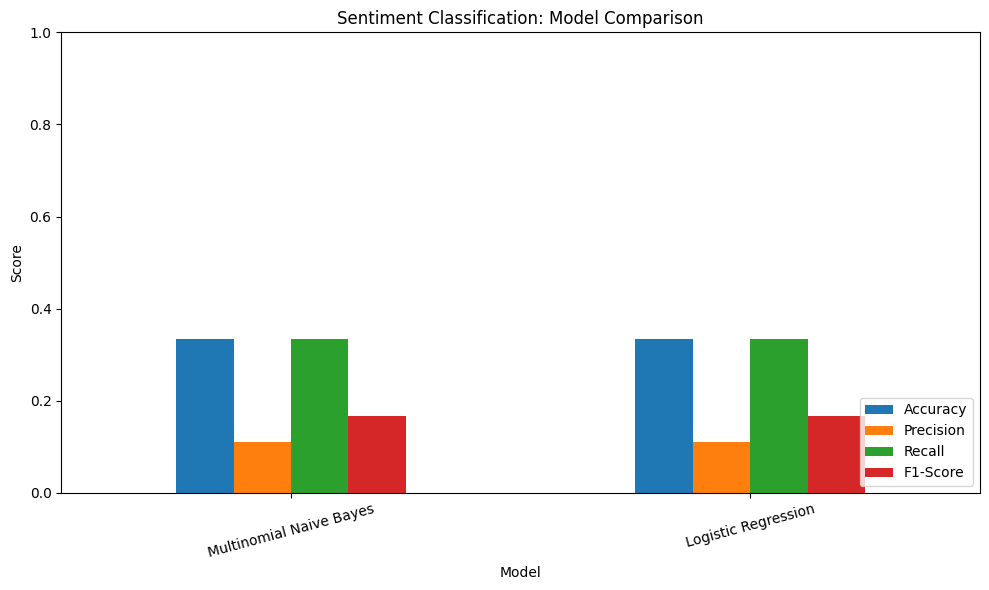 Sentiment Classification: Model Comparison
1.0
0.8
0.6
0.4
0.2
0.0
Score
Multinomial Naive Bayes
Logistic Regression
Model
Accuracy
Precision
Recall
F1-Score